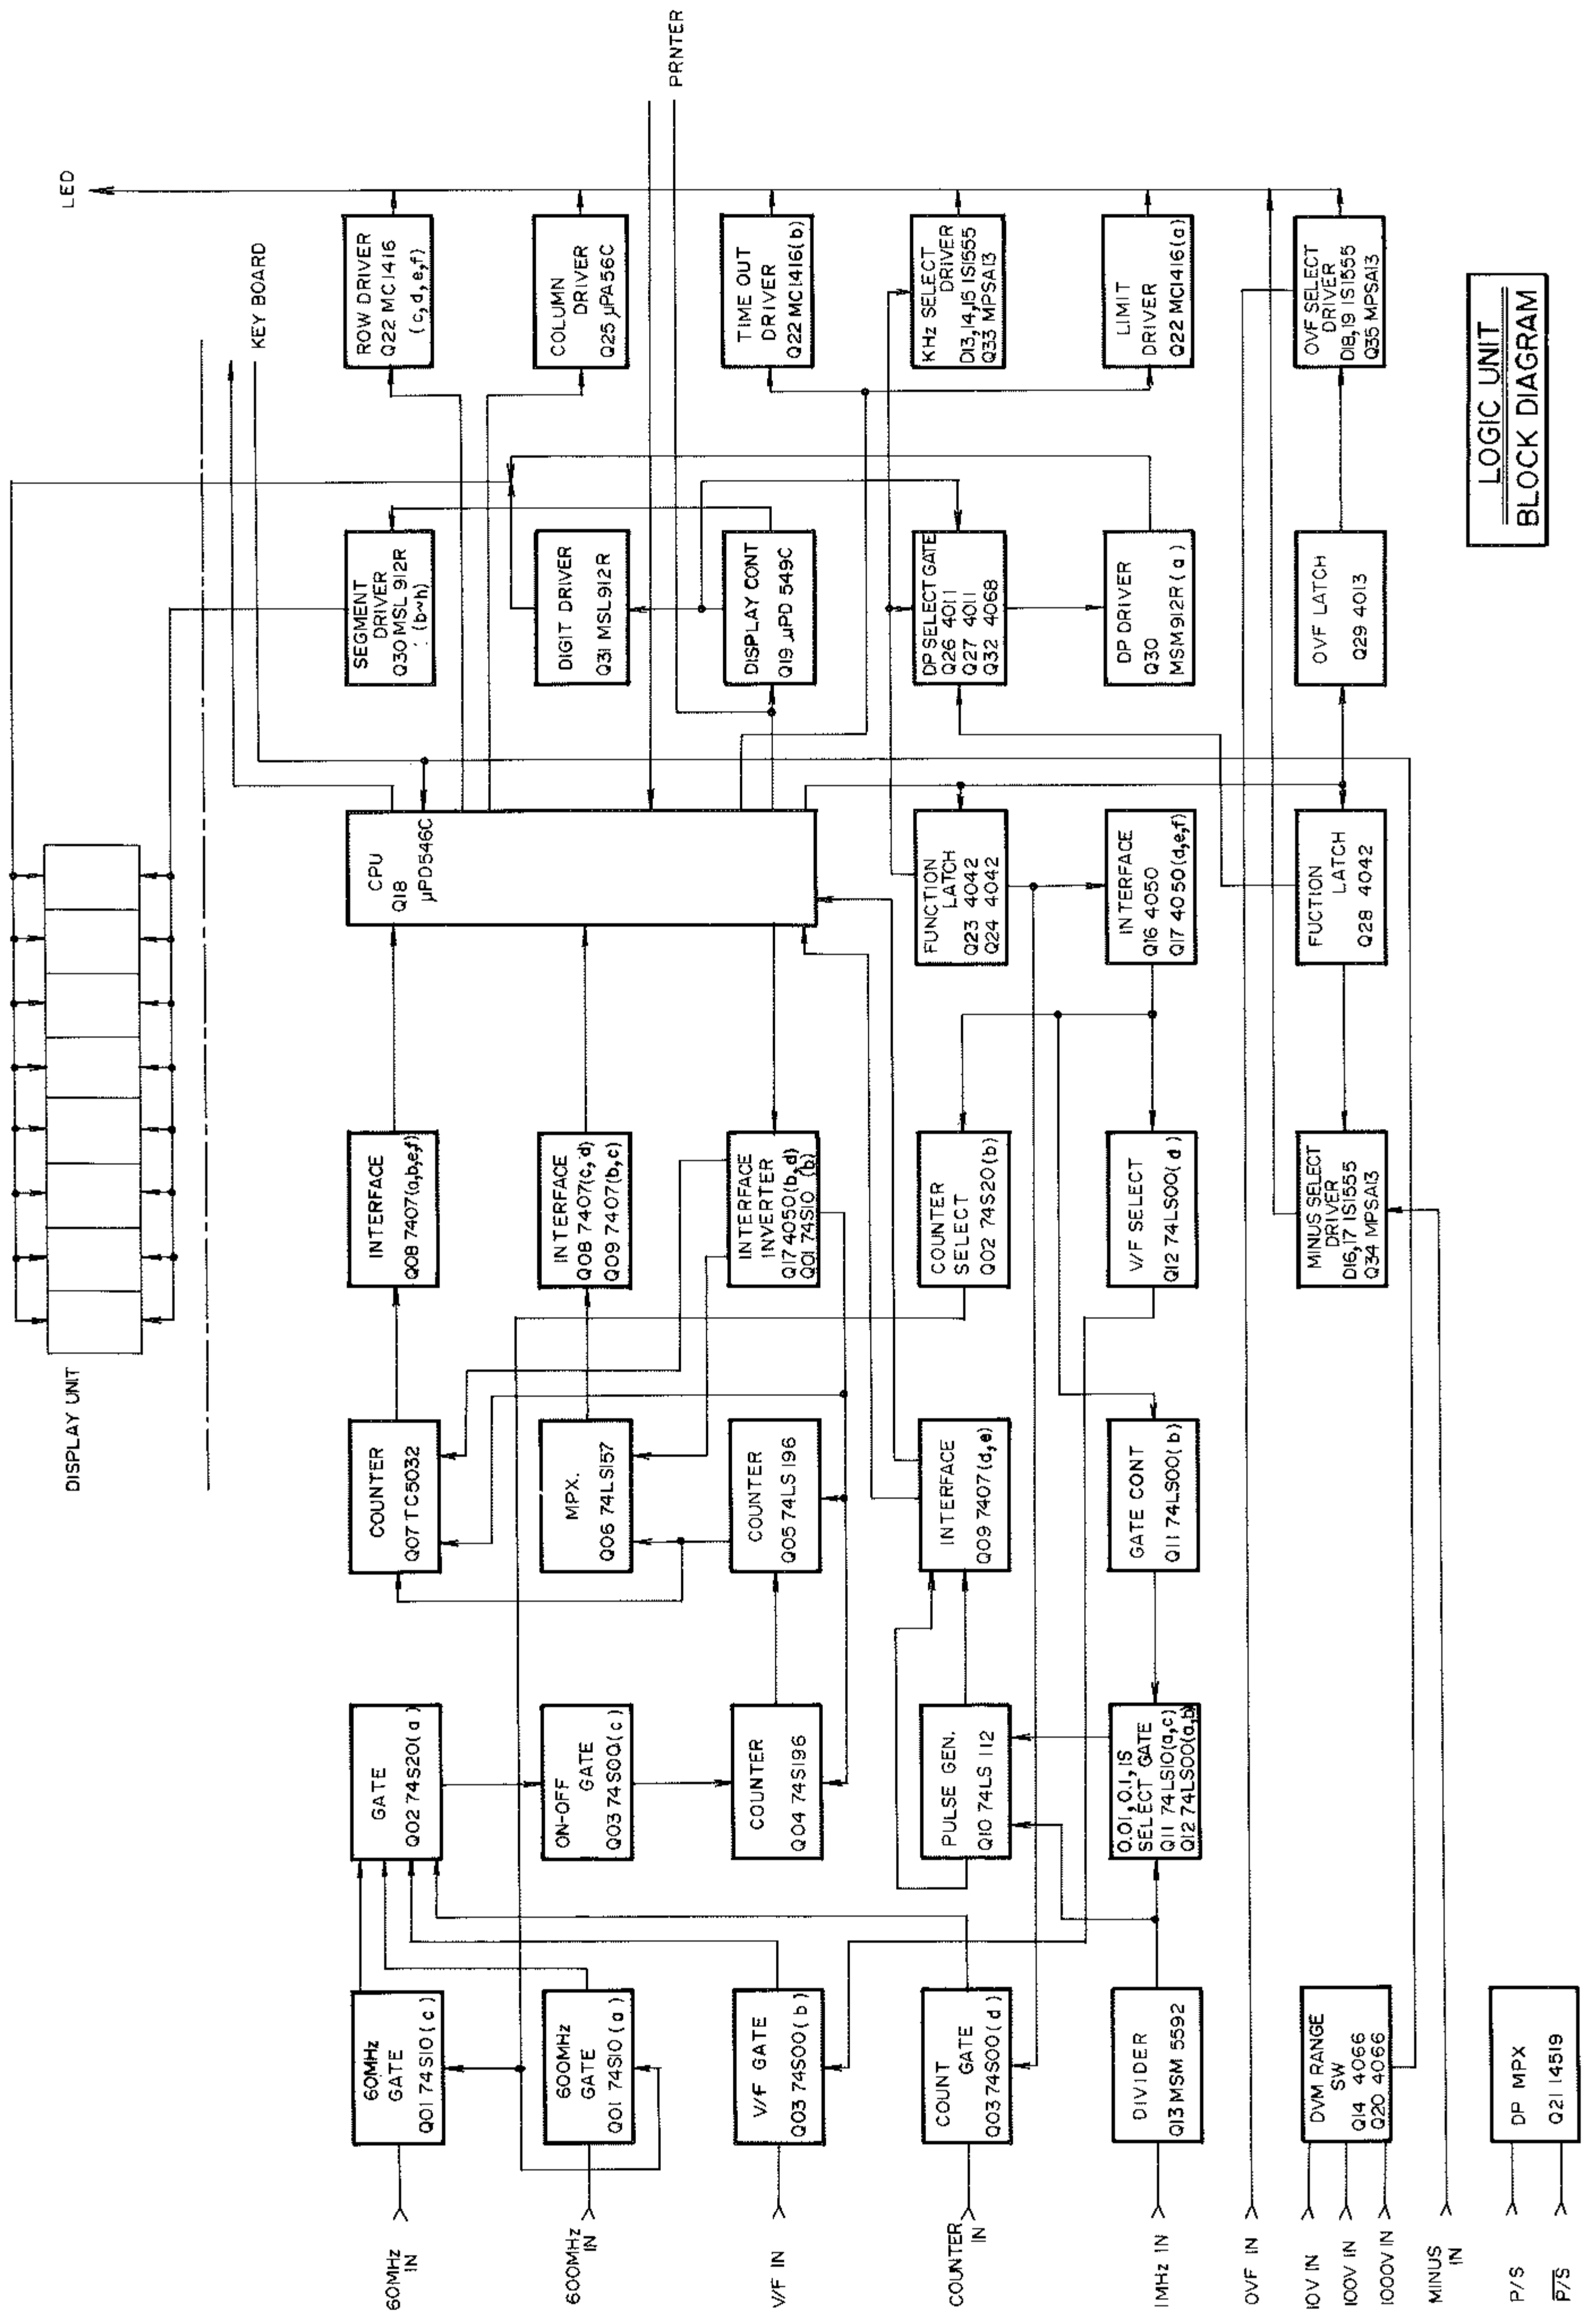 DISPLAY UNIT
LED
KEY BOARD
PRNTER
60MHz
IN
600MHz
IN
V/F IN
COUNTER
IN
1MHz IN
OVF IN
10V IN
100V IN
1000V IN
MINUS
IN
P/S
P/S
60MHz
GATE
Q01 74S10(c)
GATE
Q02 74S20(a)
COUNTER
Q07 TC5032
INTERFACE
Q08 7407(a,b,e,f)
CPU
Q18
μPD546C
SEGMENT
DRIVER
Q30 MSL 912R
(b~h)
ROW DRIVER
Q22 MC1416
(c,d,e,f)
600MHz
GATE
Q01 74S10(a)
ON-OFF
GATE
Q03 74S00(c)
MPX.
Q06 74LS157
INTERFACE
Q08 7407(c,d)
Q09 7407(b,c)
DIGIT DRIVER
Q31 MSL912R
COLUMN
DRIVER
Q25 μPA56C
V/F GATE
Q03 74S00(b)
COUNTER
Q04 74S196
COUNTER
Q05 74LS196
INTERFACE
INVERTER
Q17 4050(b,d)
Q01 74S10 (b)
DISPLAY CONT
Q19 μPD 549C
TIME OUT
DRIVER
Q22 MC1416(b)
COUNT
GATE
Q03 74S00(d)
PULSE GEN.
Q10 74LS 112
INTERFACE
Q09 7407(d,e)
COUNTER
SELECT
Q02 74S20(b)
FUNCTION
LATCH
Q23 4042
Q24 4042
DP SELECT GATE
Q26 4011
Q27 4011
Q32 4068
KHz SELECT
DRIVER
D13,14,15 1S1555
Q33 MPSA13
DIVIDER
Q13 MSM 5592
0.01,0.1,1S
SELECT GATE
Q11 74LS10(a,c)
Q12 74LS00(a,b)
GATE CONT
Q11 74LS00(b)
V/F SELECT
Q12 74LS00(d)
INTERFACE
Q16 4050
Q17 4050(d,e,f)
DP DRIVER
Q30
MSM912R(a)
LIMIT
DRIVER
Q22 MC1416(a)
DVM RANGE
SW
Q14 4066
Q20 4066
MINUS SELECT
DRIVER
D16,17 1S1555
Q34 MPSA13
FUCTION
LATCH
Q28 4042
OVF LATCH
Q29 4013
OVF SELECT
DRIVER
D18,19 1S1555
Q35 MPSA13
DP MPX
Q21 14519
LOGIC UNIT
BLOCK DIAGRAM